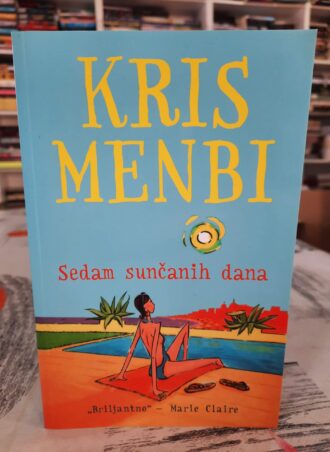 KRIS
MENBI
Sedam sunčanih dana
„Briljantno“ – Marie Claire